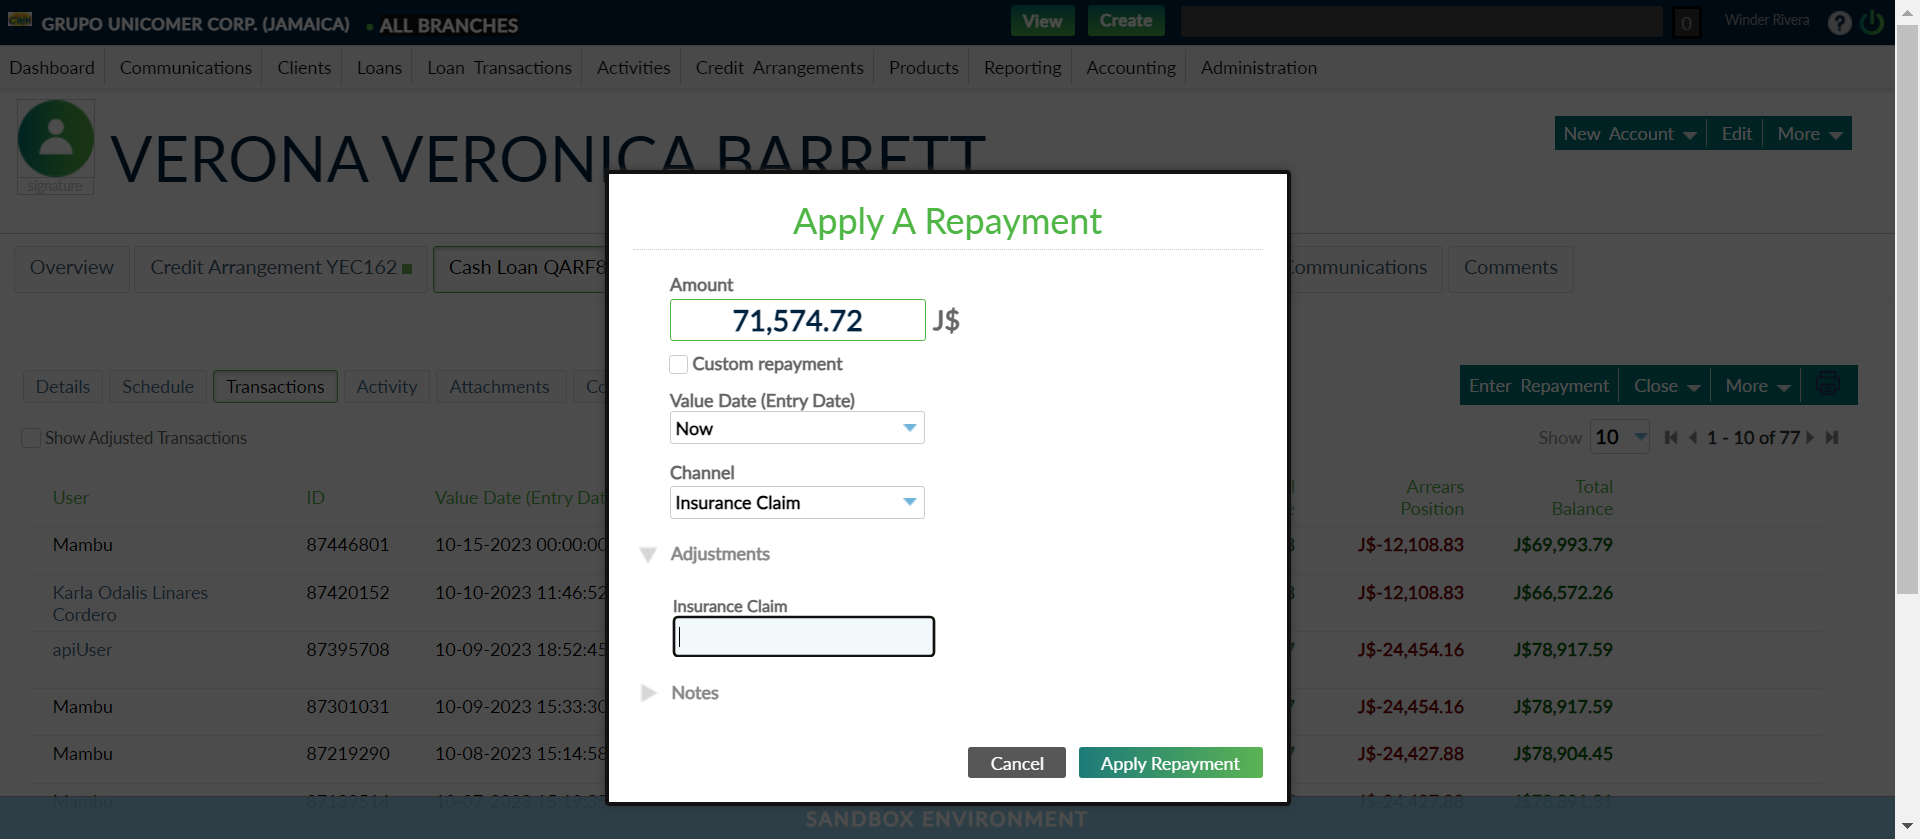 GRUPO UNICOMER CORP. (JAMAICA) ALL BRANCHES View Create 0 Winder Rivera ?
Dashboard Communications Clients Loans Loan Transactions Activities Credit Arrangements Products Reporting Accounting Administration
signature
VERONA VERONICA BARRETT
New Account Edit More
Overview Credit Arrangement YEC162 Cash Loan QARF8 Communications Comments
Details Schedule Transactions Activity Attachments Co
Enter Repayment Close More
Show Adjusted Transactions
Show 10 1 - 10 of 77
User ID Value Date (Entry Dat Arrears Position Total Balance
Mambu 87446801 10-15-2023 00:00:00 J$-12,108.83 J$69,993.79
Karla Odalis Linares Cordero 87420152 10-10-2023 11:46:52 J$-12,108.83 J$66,572.26
apiUser 87395708 10-09-2023 18:52:45 J$-24,454.16 J$78,917.59
Mambu 87301031 10-09-2023 15:33:30 J$-24,454.16 J$78,917.59
Mambu 87219290 10-08-2023 15:14:58 J$-24,427.88 J$78,904.45
Mambu 87139514 10-07-2023 J$-24,427.88 J$78,891.31
Apply A Repayment
Amount
71,574.72 J$
Custom repayment
Value Date (Entry Date)
Now
Channel
Insurance Claim
Adjustments
Insurance Claim
Notes
Cancel Apply Repayment
SANDBOX ENVIRONMENT